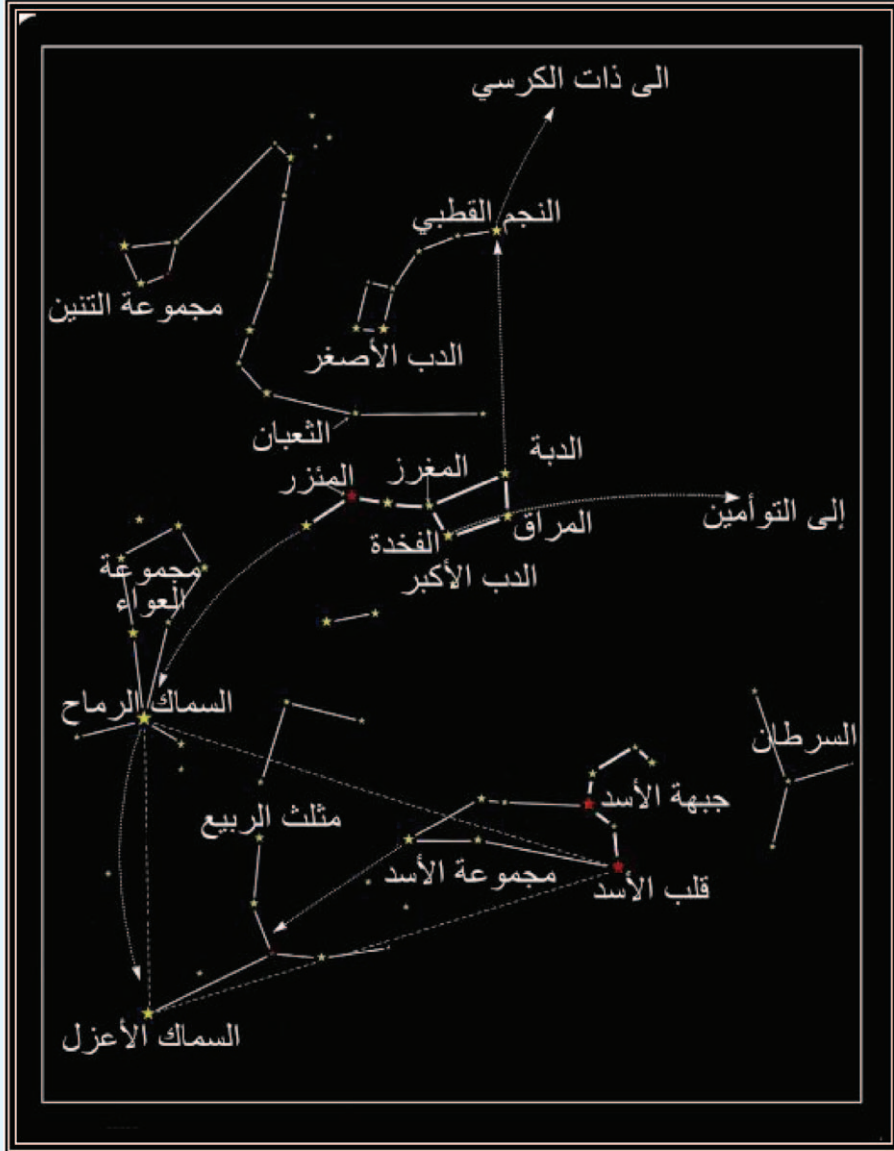 الى ذات الكرسي
النجم القطبي
مجموعة التنين
الدب الأصغر
الثعبان
الدبة
المغرز
المئزر
إلى التوأمين
المراق
الفخدة
الدب الأكبر
مجموعة
العواء
السماك الرماح
السرطان
جبهة الأسد
مثلث الربيع
مجموعة الأسد
قلب الأسد
السماك الأعزل